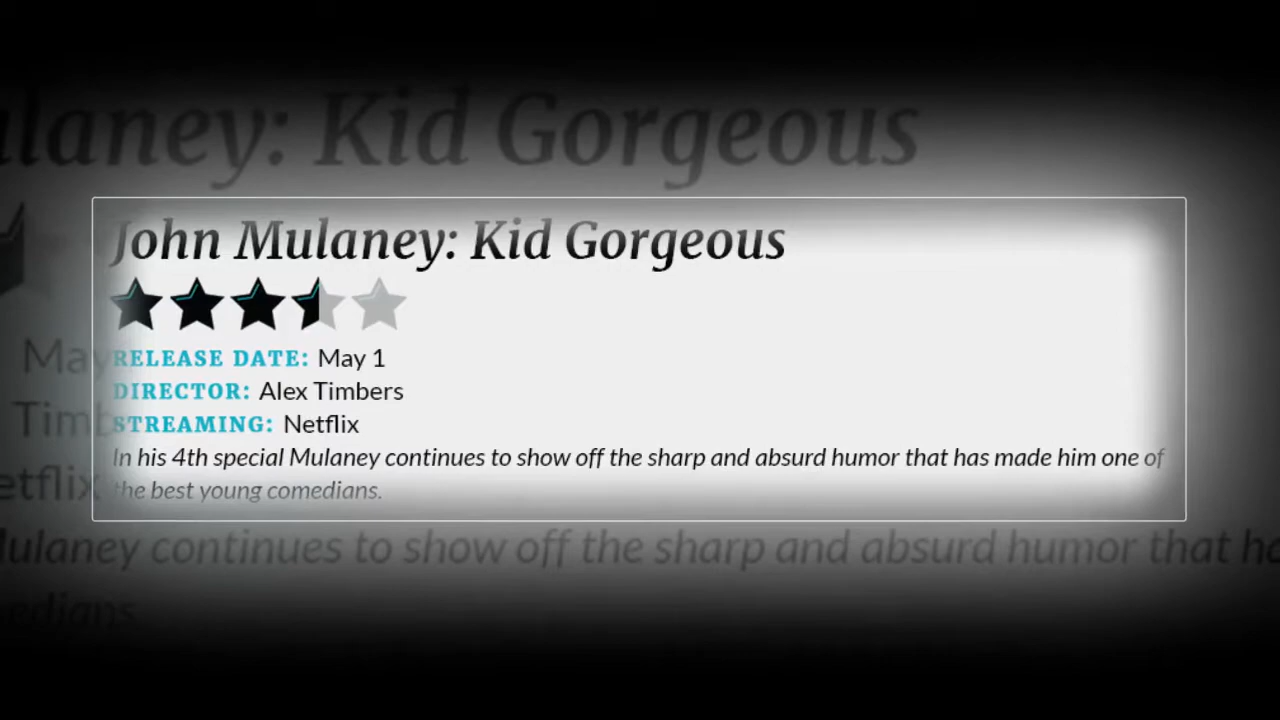 John Mulaney: Kid Gorgeous
RELEASE DATE: May 1
DIRECTOR: Alex Timbers
STREAMING: Netflix
In his 4th special Mulaney continues to show off the sharp and absurd humor that has made him one of
the best young comedians.